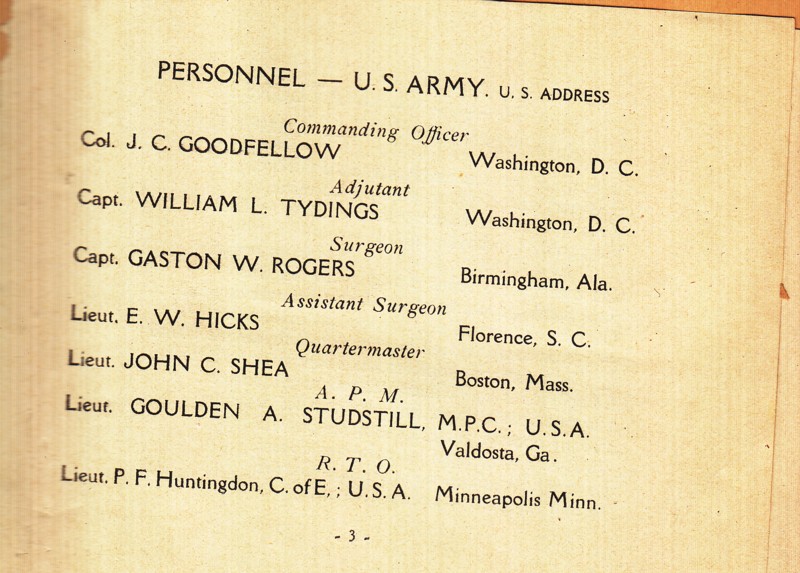 PERSONNEL — U. S. ARMY. U. S. ADDRESS
Commanding Officer
Col. J. C. GOODFELLOW Washington, D. C.
Adjutant
Capt. WILLIAM L. TYDINGS Washington, D. C.
Surgeon
Capt. GASTON W. ROGERS Birmingham, Ala.
Assistant Surgeon
Lieut. E. W. HICKS Florence, S. C.
Quartermaster
Lieut. JOHN C. SHEA Boston, Mass.
A. P. M.
Lieut. GOULDEN A. STUDSTILL, M.P.C. ; U. S. A.
Valdosta, Ga.
R. T. O.
Lieut. P. F. Huntingdon, C. of E, ; U. S. A. Minneapolis Minn.
- 3 -